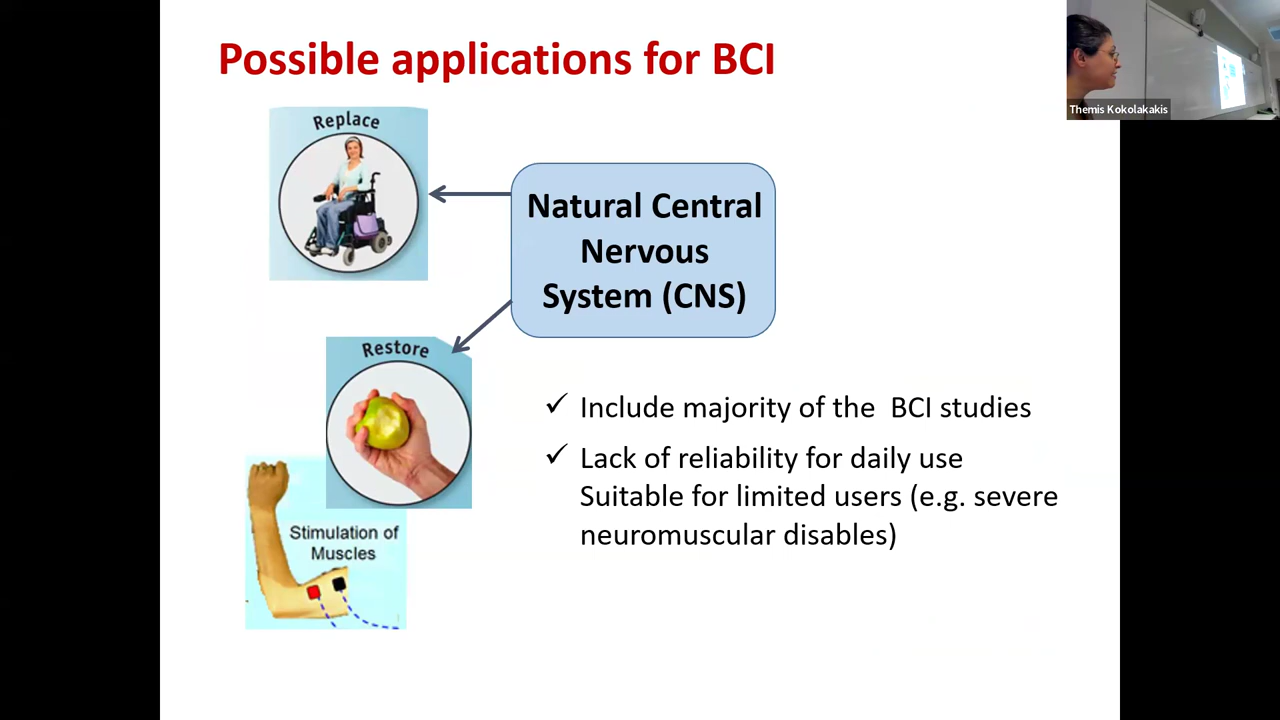 Possible applications for BCI
Themis Kokolakakis
Replace
Natural Central
Nervous
System (CNS)
Restore
Include majority of the BCI studies
Lack of reliability for daily use
Suitable for limited users (e.g. severe
neuromuscular disables)
Stimulation of
Muscles